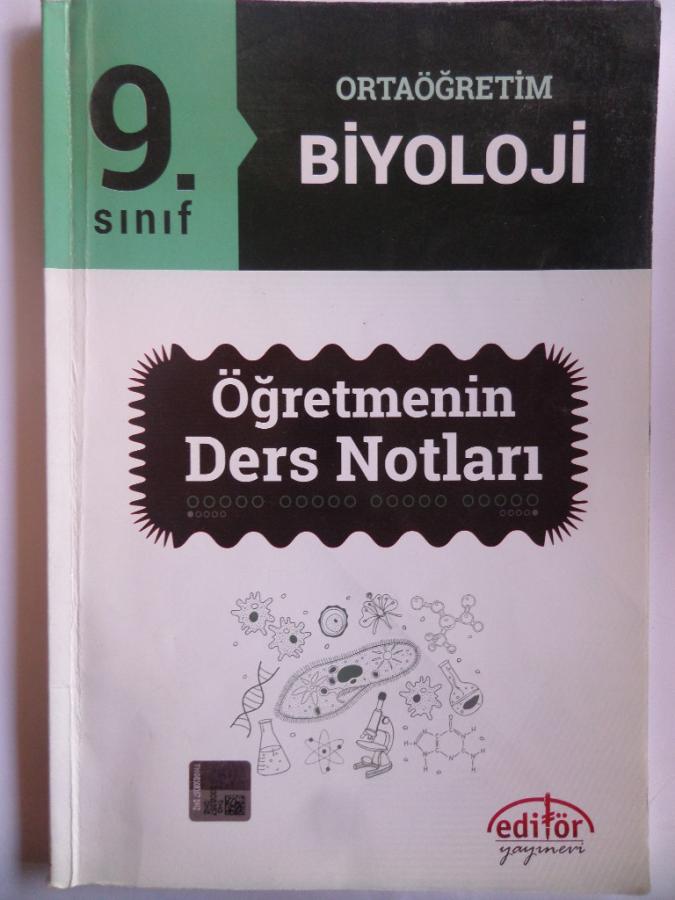 9.
sınıf
ORTAÖĞRETİM
BİYOLOJİ
Öğretmenin
Ders Notları
editör
yayınevi